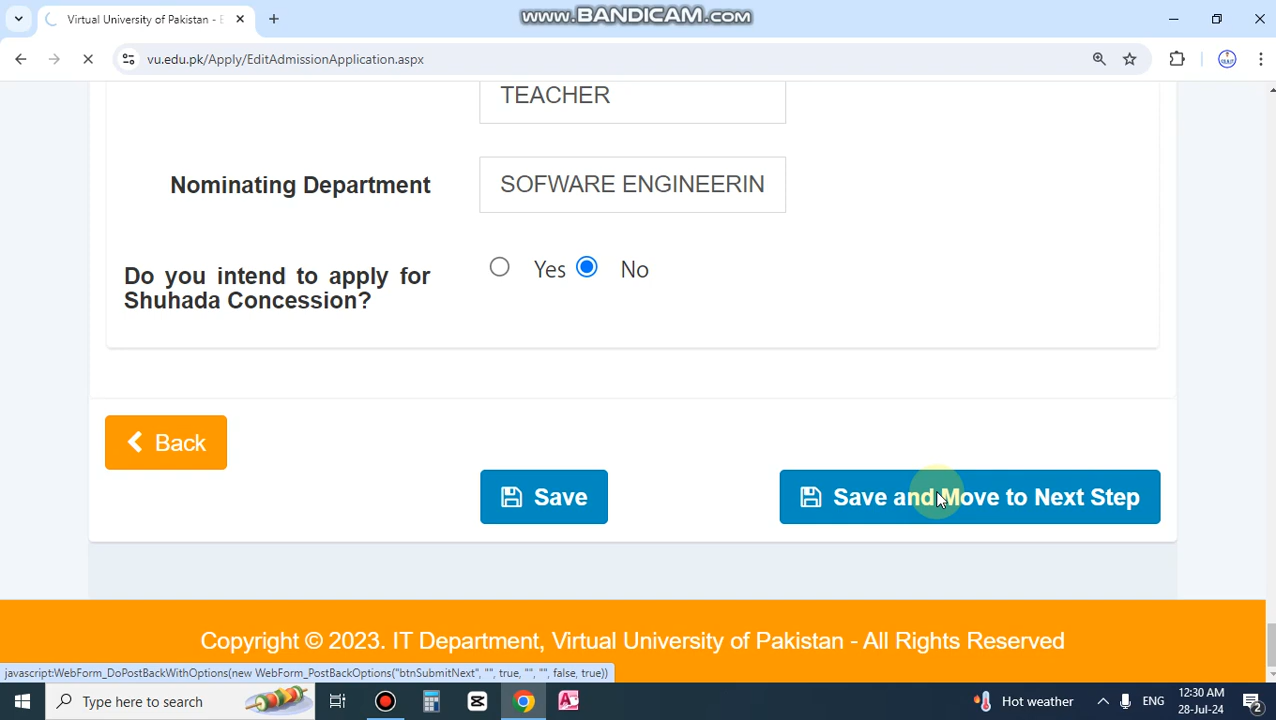 Virtual University of Pakistan - E
www.BANDICAM.com
vu.edu.pk/Apply/EditAdmissionApplication.aspx
TEACHER
Nominating Department
SOFWARE ENGINEERIN
Do you intend to apply for
Shuhada Concession?
Yes
No
Back
Save
Save and Move to Next Step
Copyright © 2023. IT Department, Virtual University of Pakistan - All Rights Reserved
javascript:WebForm_DoPostBackWithOptions(new WebForm_PostBackOptions("btnSubmitNext", "", true, "", "", false, true))
Type here to search
Hot weather
ENG
12:30 AM
28-Jul-24
2